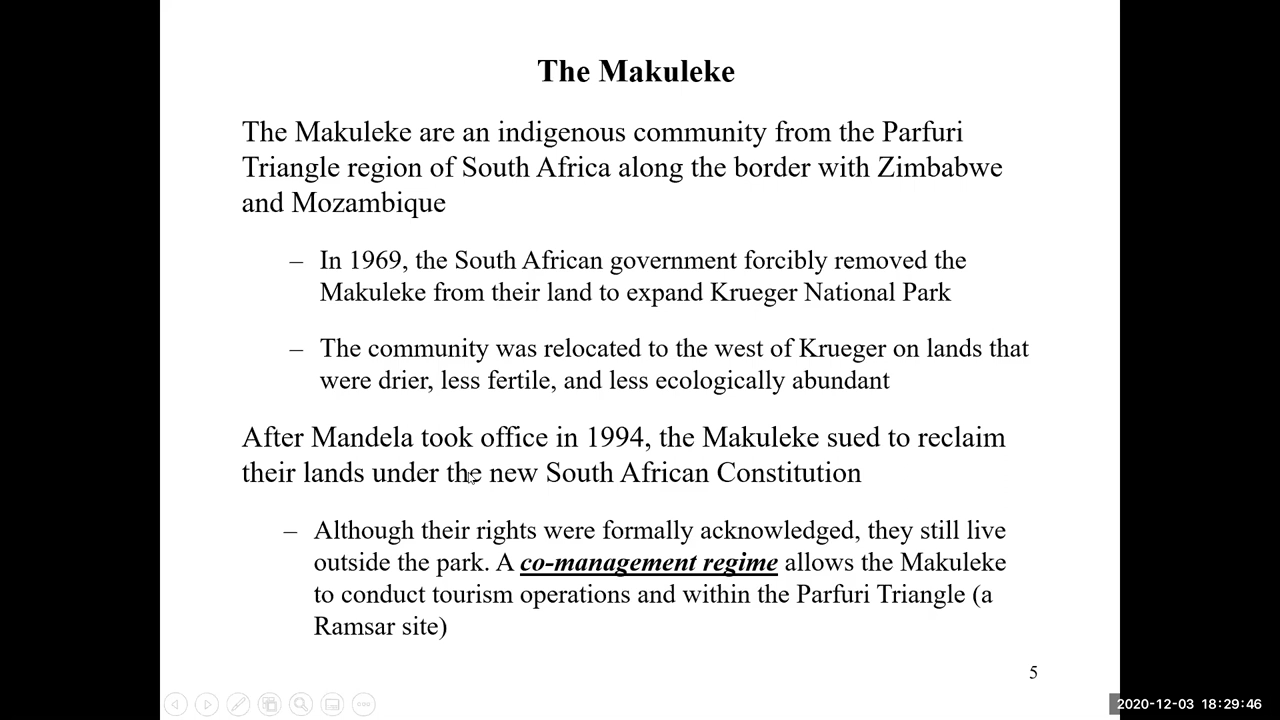 The Makuleke
The Makuleke are an indigenous community from the Parfuri
Triangle region of South Africa along the border with Zimbabwe
and Mozambique
– In 1969, the South African government forcibly removed the
Makuleke from their land to expand Krueger National Park
– The community was relocated to the west of Krueger on lands that
were drier, less fertile, and less ecologically abundant
After Mandela took office in 1994, the Makuleke sued to reclaim
their lands under the new South African Constitution
– Although their rights were formally acknowledged, they still live
outside the park. A co-management regime allows the Makuleke
to conduct tourism operations and within the Parfuri Triangle (a
Ramsar site)
5
2020-12-03 18:29:46